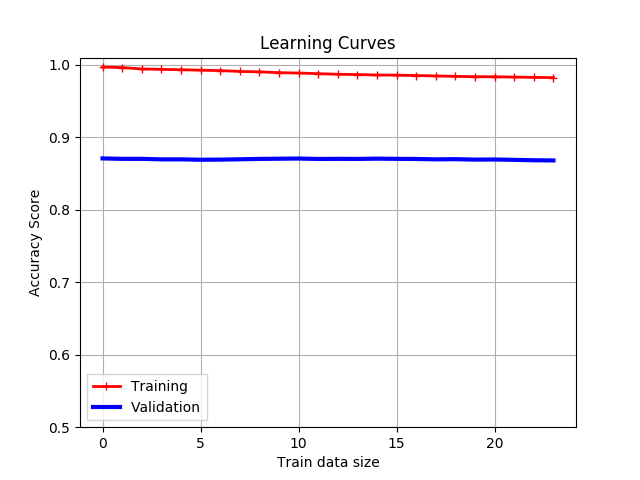 Learning Curves
1.0
0.9
0.8
0.7
0.6
0.5
Accuracy Score
Training
Validation
0 5 10 15 20
Train data size